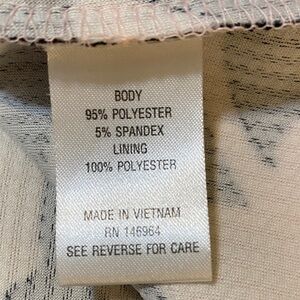 BODY
95% POLYESTER
5% SPANDEX
LINING
100% POLYESTER
MADE IN VIETNAM
RN 146964
SEE REVERSE FOR CARE